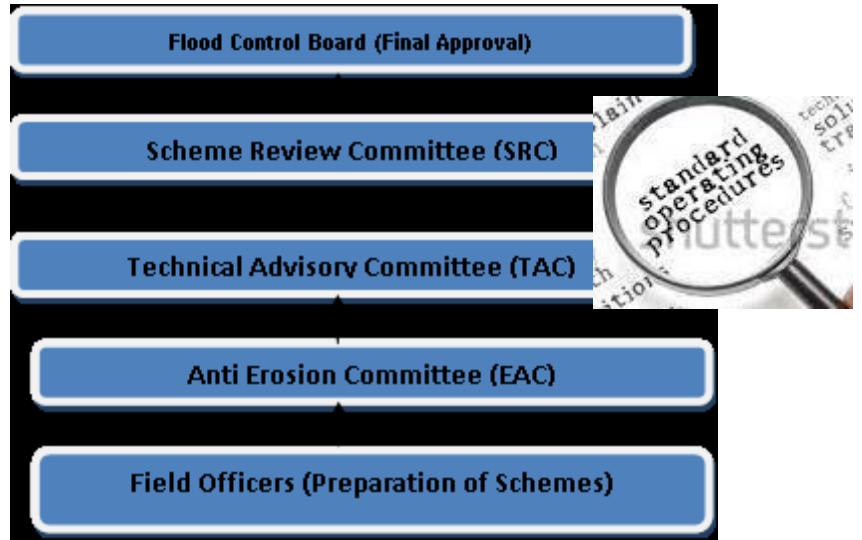 Flood Control Board (Final Approval)
Scheme Review Committee (SRC)
Technical Advisory Committee (TAC)
Anti Erosion Committee (EAC)
Field Officers (Preparation of Schemes)
standard
operating
procedures